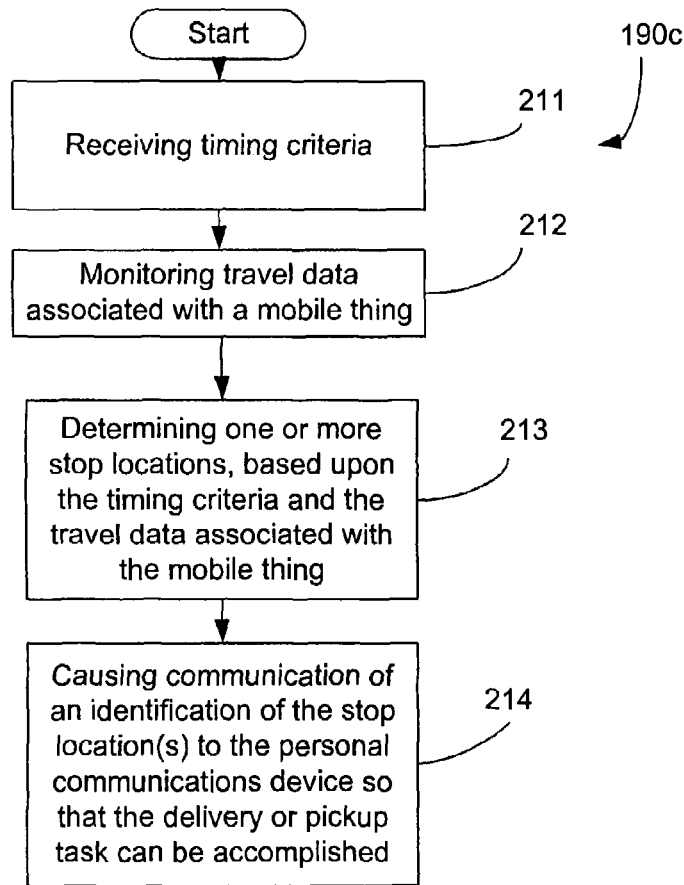 Start
190c
211
Receiving timing criteria
212
Monitoring travel data
associated with a mobile thing
Determining one or more
stop locations, based upon
the timing criteria and the
travel data associated with
the mobile thing
213
Causing communication of
an identification of the stop
location(s) to the personal
communications device so
that the delivery or pickup
task can be accomplished
214